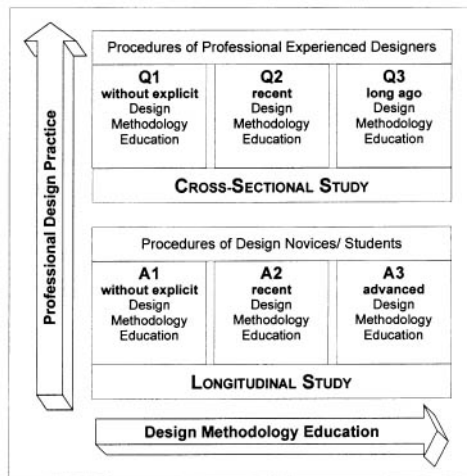 Professional Design Practice
Procedures of Professional Experienced Designers
Q1
without explicit
Design
Methodology
Education
Q2
recent
Design
Methodology
Education
Q3
long ago
Design
Methodology
Education
CROSS-SECTIONAL STUDY
Procedures of Design Novices/ Students
A1
without explicit
Design
Methodology
Education
A2
recent
Design
Methodology
Education
A3
advanced
Design
Methodology
Education
LONGITUDINAL STUDY
Design Methodology Education